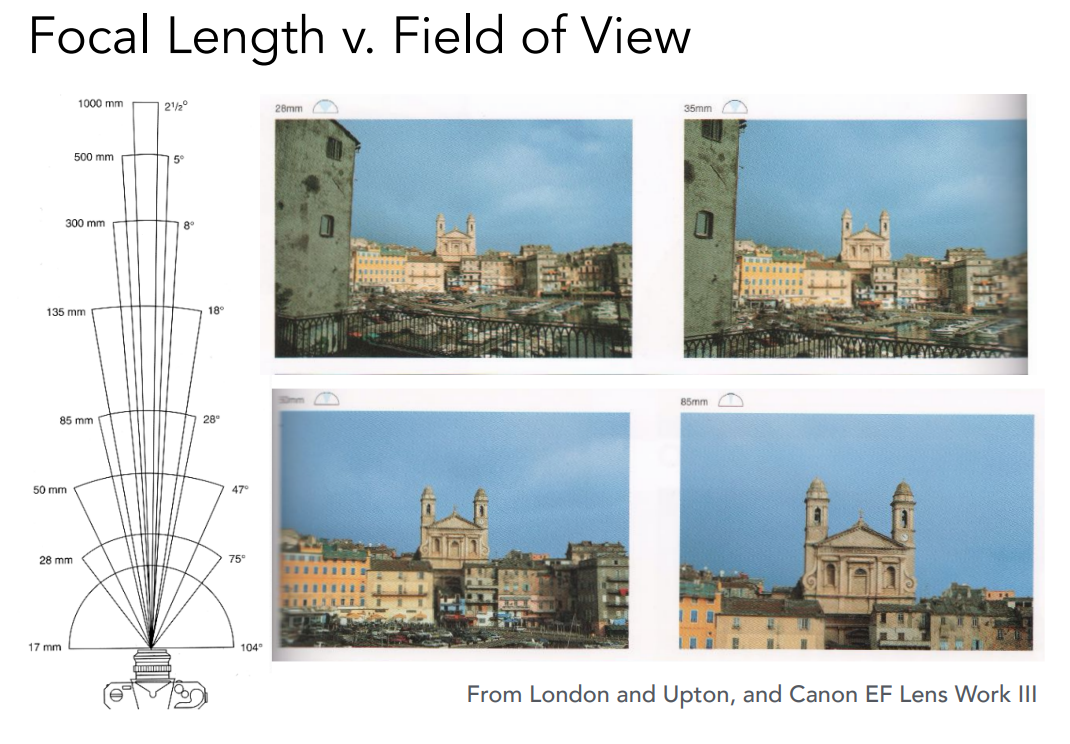 Focal Length v. Field of View
1000 mm 2½°
500 mm 5°
300 mm 8°
135 mm 18°
85 mm 28°
50 mm 47°
28 mm 75°
17 mm 104°
28mm
35mm
85mm
From London and Upton, and Canon EF Lens Work III